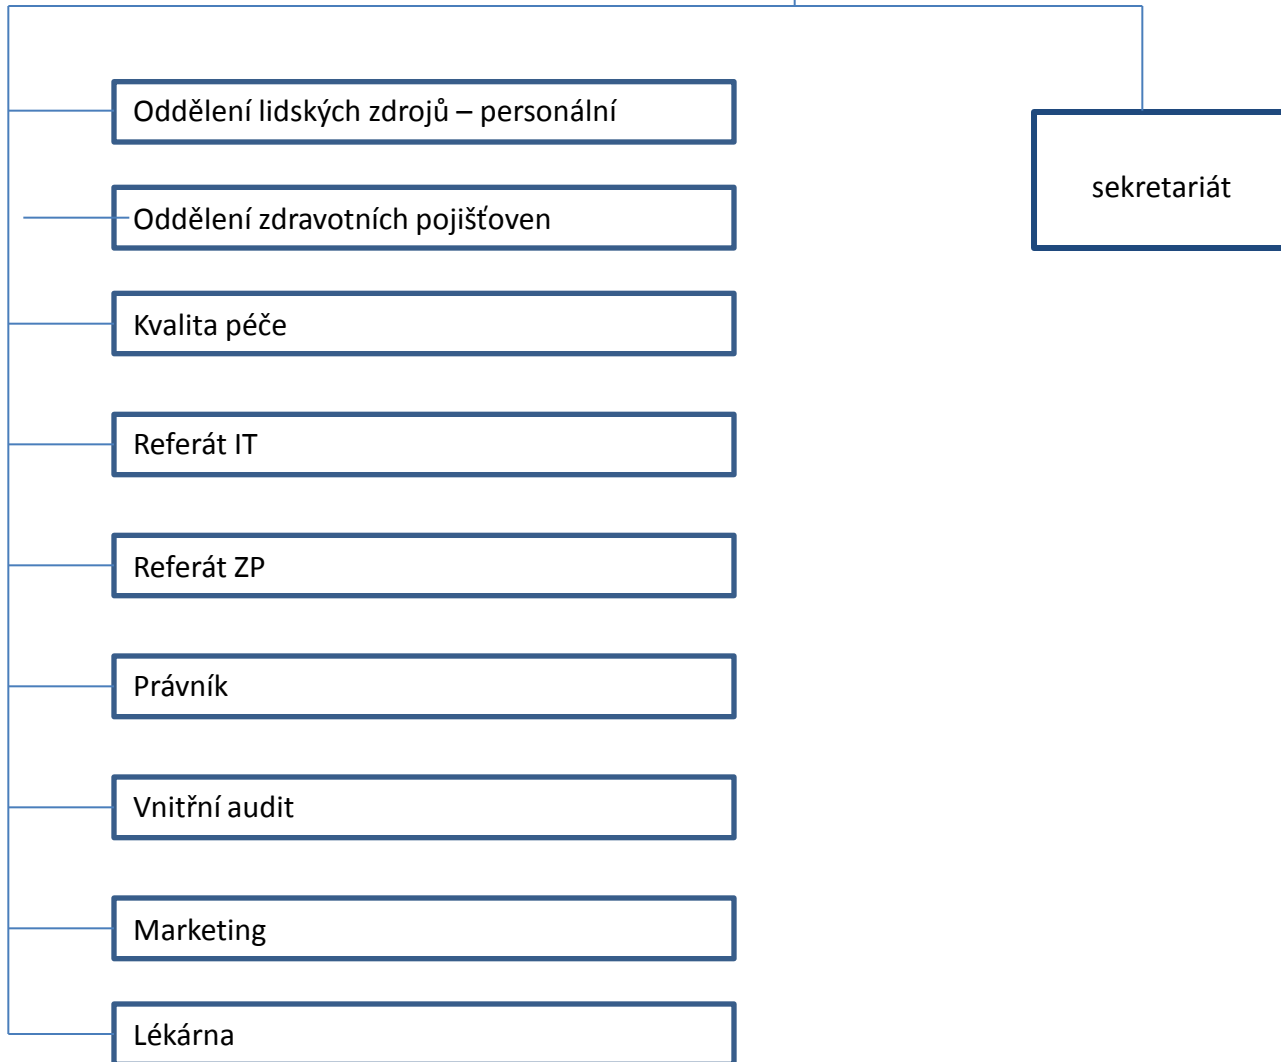 Oddělení lidských zdrojů – personální
sekretariát
Oddělení zdravotních pojišťoven
Kvalita péče
Referát IT
Referát ZP
Právník
Vnitřní audit
Marketing
Lékárna